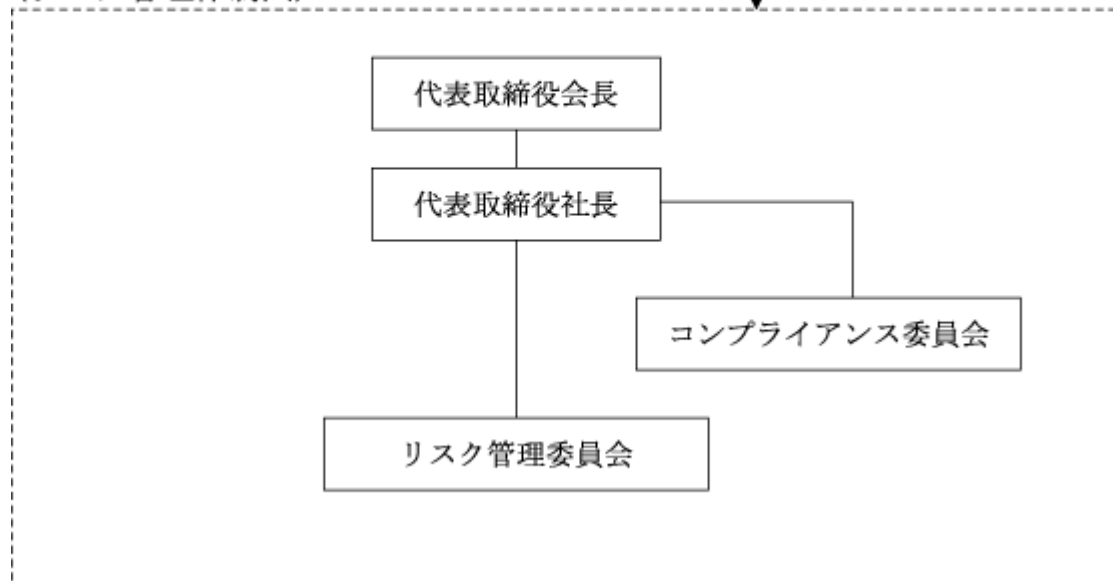 代表取締役会長
代表取締役社長
コンプライアンス委員会
リスク管理委員会